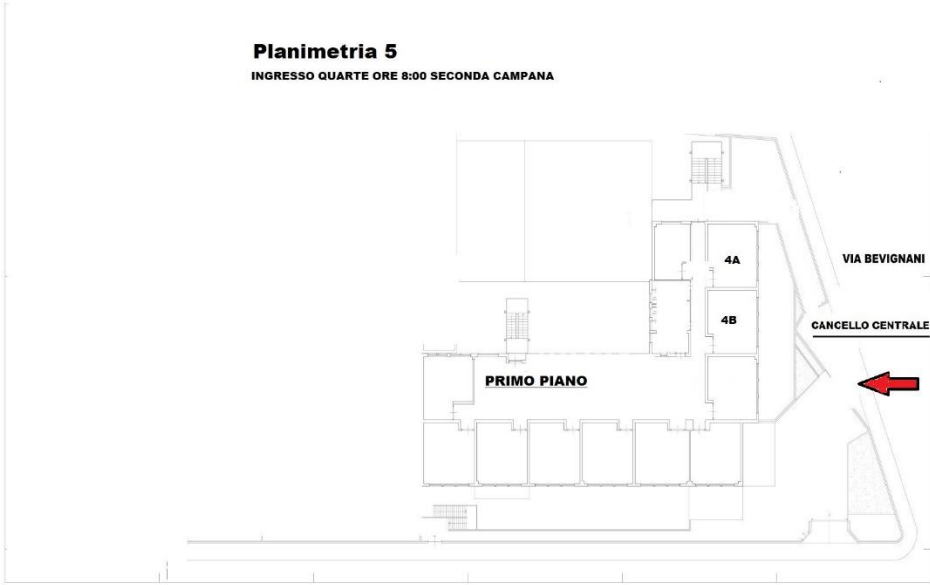 Planimetria 5
INGRESSO QUARTE ORE 8:00 SECONDA CAMPANA
4A
VIA BEVIGNANI
4B
CANCELLO CENTRALE
PRIMO PIANO